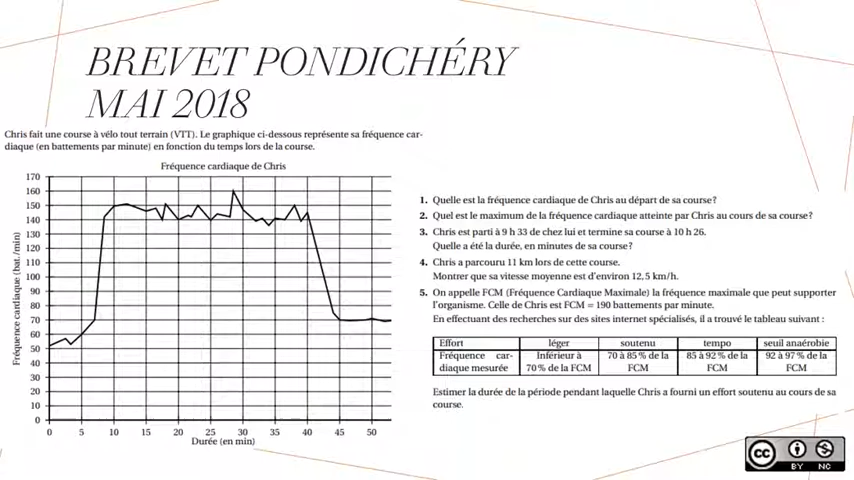 BREVET PONDICHÉRY
MAI 2018
Chris fait une course à vélo tout terrain (VTT). Le graphique ci-dessous représente sa fréquence car-
diaque (en battements par minute) en fonction du temps lors de la course.
Fréquence cardiaque de Chris
Fréquence cardiaque (bat./min)
170
160
150
140
130
120
110
100
90
80
70
60
50
40
30
20
10
0
0 5 10 15 20 25 30 35 40 45 50
Durée (en min)
1. Quelle est la fréquence cardiaque de Chris au départ de sa course ?
2. Quel est le maximum de la fréquence cardiaque atteinte par Chris au cours de sa course ?
3. Chris est parti à 9 h 33 de chez lui et termine sa course à 10 h 26.
Quelle a été la durée, en minutes de sa course ?
4. Chris a parcouru 11 km lors de cette course.
Montrer que sa vitesse moyenne est d'environ 12,5 km/h.
5. On appelle FCM (Fréquence Cardiaque Maximale) la fréquence maximale que peut supporter
l'organisme. Celle de Chris est FCM = 190 battements par minute.
En effectuant des recherches sur des sites internet spécialisés, il a trouvé le tableau suivant :
Effort léger soutenu tempo seuil anaérobie
Fréquence car- Inférieur à 70 à 85 % de la 85 à 92 % de la 92 à 97 % de la
diaque mesurée 70 % de la FCM FCM FCM FCM
Estimer la durée de la période pendant laquelle Chris a fourni un effort soutenu au cours de sa
course.
CC
BY NC